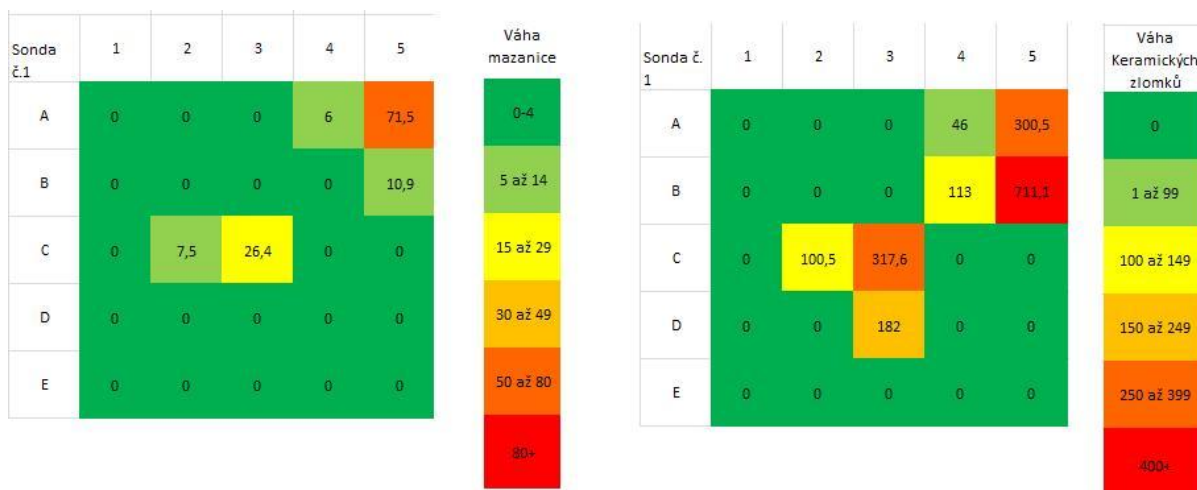 Sonda č.1 1 2 3 4 5
A 0 0 0 6 71,5
B 0 0 0 0 10,9
C 0 7,5 26,4 0 0
D 0 0 0 0 0
E 0 0 0 0 0
Váha
mazanice
0-4
5 až 14
15 až 29
30 až 49
50 až 80
80+
Sonda č. 1 1 2 3 4 5
A 0 0 0 46 300,5
B 0 0 0 113 711,1
C 0 100,5 317,6 0 0
D 0 0 182 0 0
E 0 0 0 0 0
Váha
Keramických
zlomků
0
1 až 99
100 až 149
150 až 249
250 až 399
400+